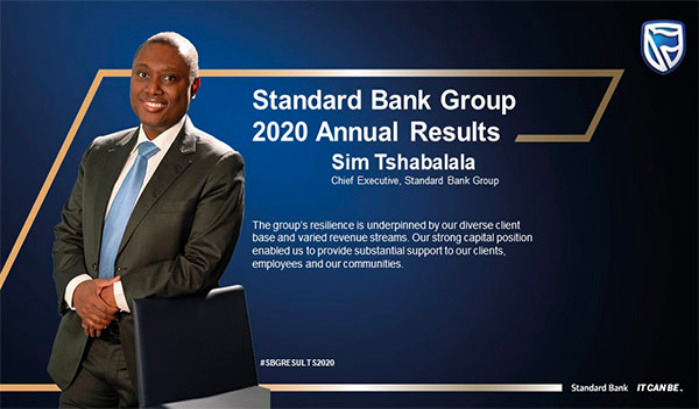 Standard Bank Group
2020 Annual Results
Sim Tshabalala
Chief Executive, Standard Bank Group
The group's resilience is underpinned by our diverse client
base and varied revenue streams. Our strong capital position
enabled us to provide substantial support to our clients,
employees and our communities.
#SBGRESULTS2020
Standard Bank IT CAN BE..